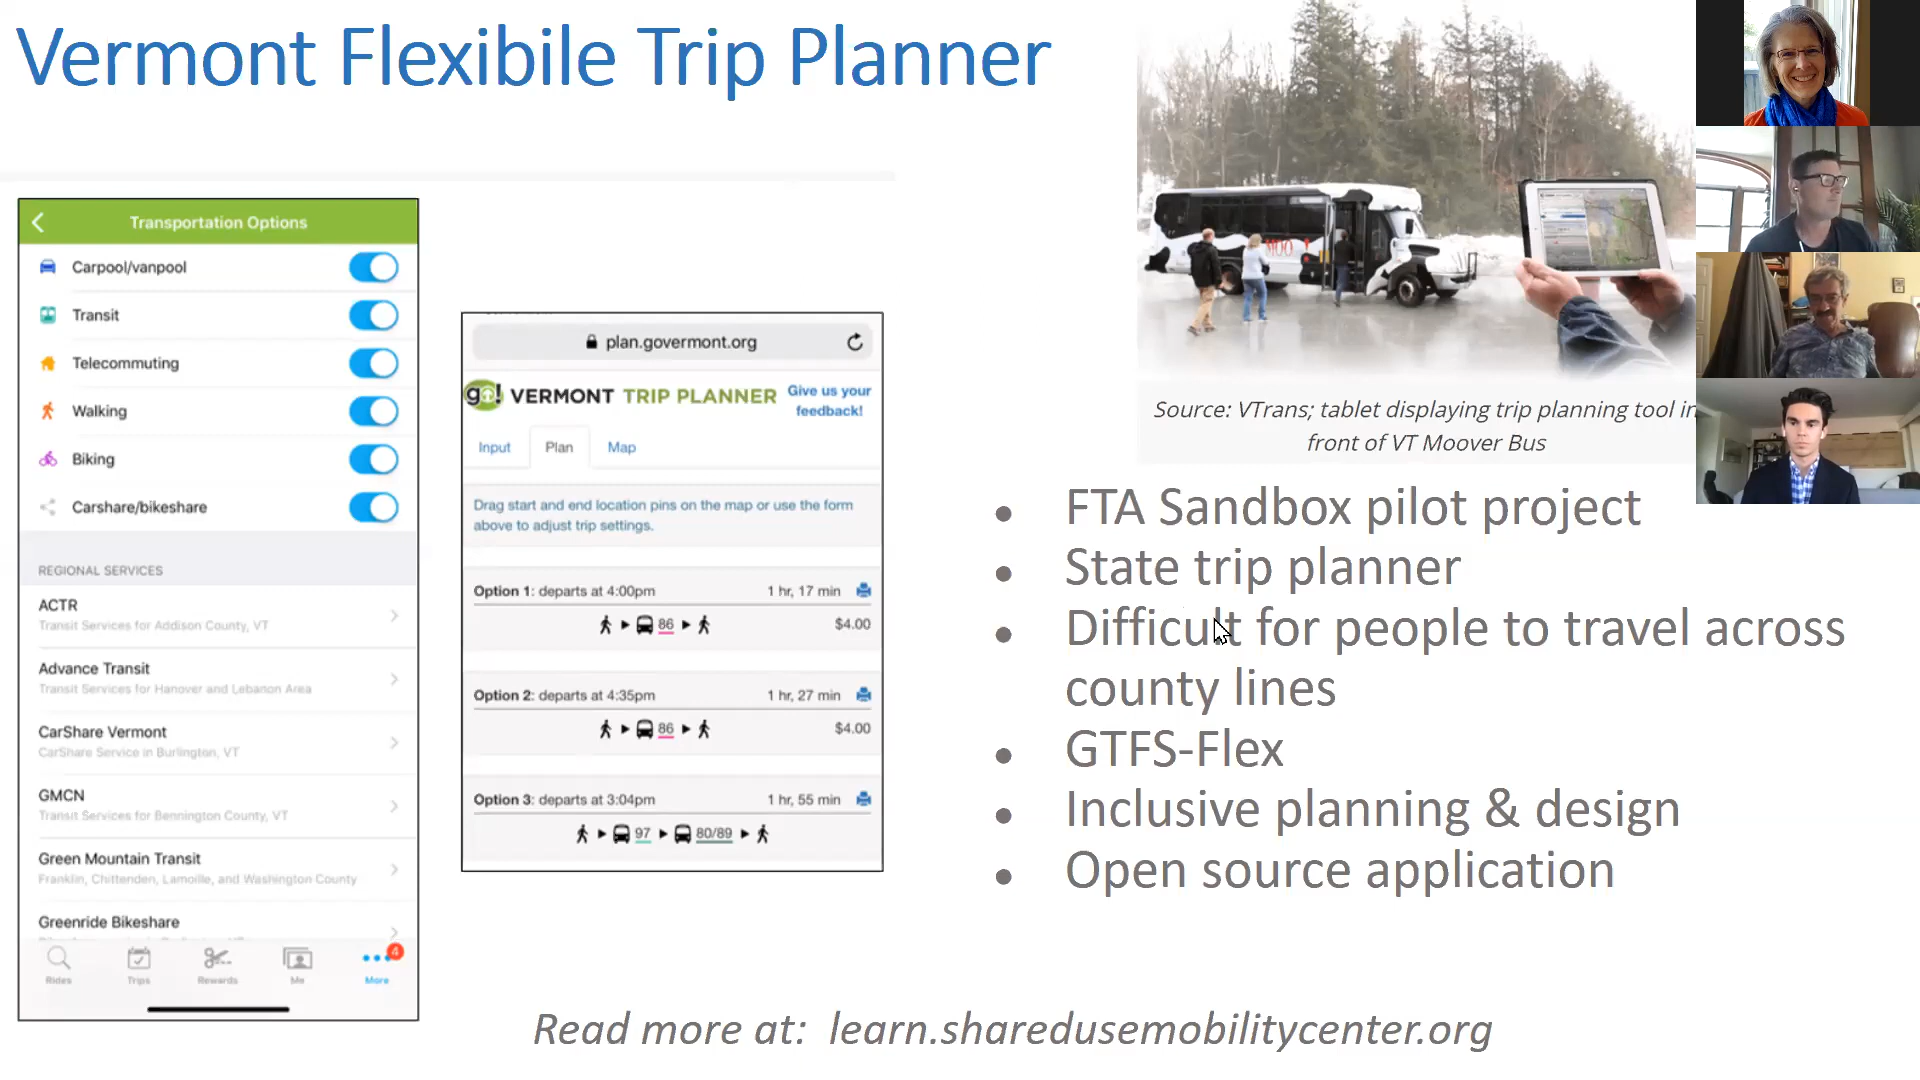 Vermont Flexibile Trip Planner
Transportation Options
Carpool/vanpool
Transit
Telecommuting
Walking
Biking
Carshare/bikeshare
REGIONAL SERVICES
ACTR
Transit Services for Addison County, VT
Advance Transit
Transit Services for Hanover and Lebanon Area
CarShare Vermont
CarShare Service in Burlington, VT
GMCN
Transit Services for Bennington County, VT
Green Mountain Transit
Franklin, Chittenden, Lamoille, and Washington County
Greenride Bikeshare
4
Rides
Trips
Rewards
Me
More
plan.govermont.org
go! VERMONT TRIP PLANNER
Give us your
feedback!
Input
Plan
Map
Drag start and end location pins on the map or use the form
above to adjust trip settings.
Option 1: departs at 4:00pm 1 hr, 17 min
86 $4.00
Option 2: departs at 4:35pm 1 hr, 27 min
86 $4.00
Option 3: departs at 3:04pm 1 hr, 55 min
97 80/89
MOO
Source: VTrans; tablet displaying trip planning tool in
front of VT Moover Bus
● FTA Sandbox pilot project
● State trip planner
● Difficult for people to travel across
county lines
● GTFS-Flex
● Inclusive planning & design
● Open source application
Read more at: learn.sharedusemobilitycenter.org